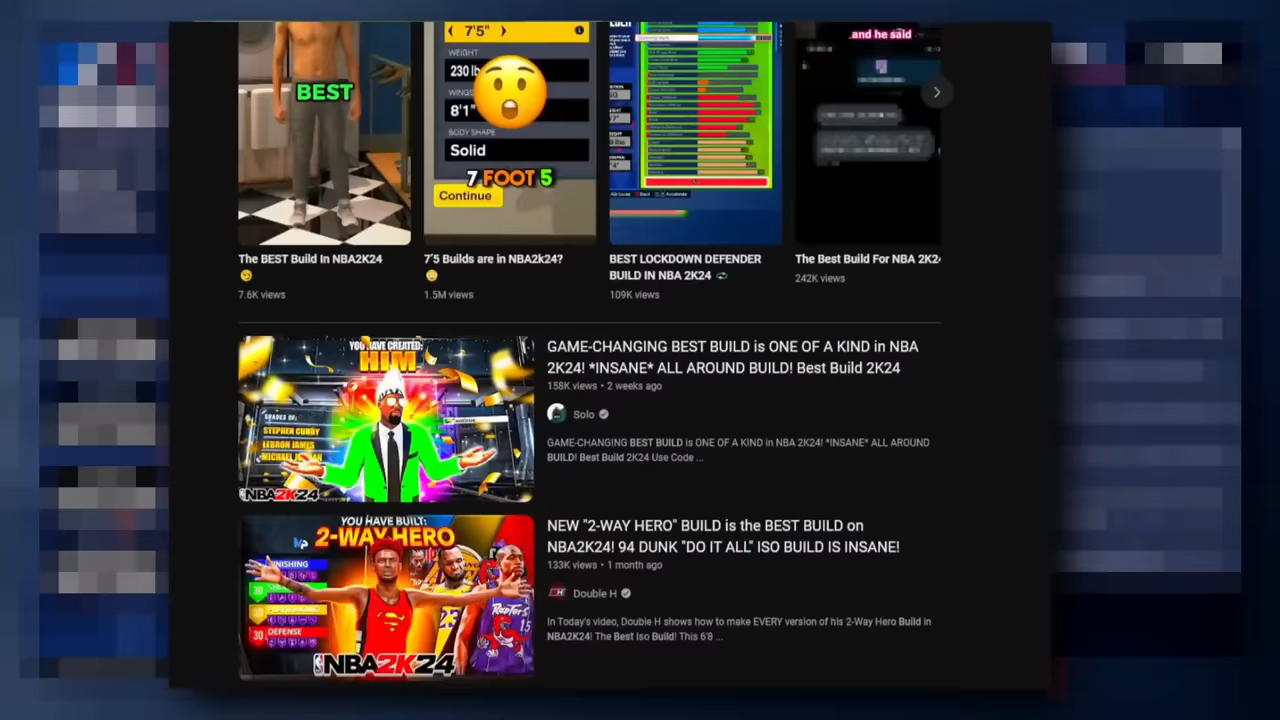 and he said
7'5"
WEIGHT
230 lb
8'1"
BODY SHAPE
Solid
BEST
7 FOOT 5
Continue
The BEST Build In NBA2K24
7'5 Builds are in NBA2k24?
BEST LOCKDOWN DEFENDER
BUILD IN NBA 2K24
The Best Build For NBA 2K24
7.6K views
1.5M views
109K views
242K views
YOU HAVE CREATED:
HIM
SHADES OF:
STEPHEN CURRY
LEBRON JAMES
NBA2K24
GAME-CHANGING BEST BUILD is ONE OF A KIND in NBA
2K24! *INSANE* ALL AROUND BUILD! Best Build 2K24
158K views • 2 weeks ago
Solo
GAME-CHANGING BEST BUILD is ONE OF A KIND in NBA 2K24! *INSANE* ALL AROUND
BUILD! Best Build 2K24 Use Code ...
YOU HAVE BUILT:
2-WAY HERO
30
30 DEFENSE
23
RAPTORS
15
NBA2K24
NEW "2-WAY HERO" BUILD is the BEST BUILD on
NBA2K24! 94 DUNK "DO IT ALL" ISO BUILD IS INSANE!
133K views • 1 month ago
Double H
In Today's video, Double H shows how to make EVERY version of his 2-Way Hero Build in
NBA2K24! The Best Iso Build! This 6'8 ...